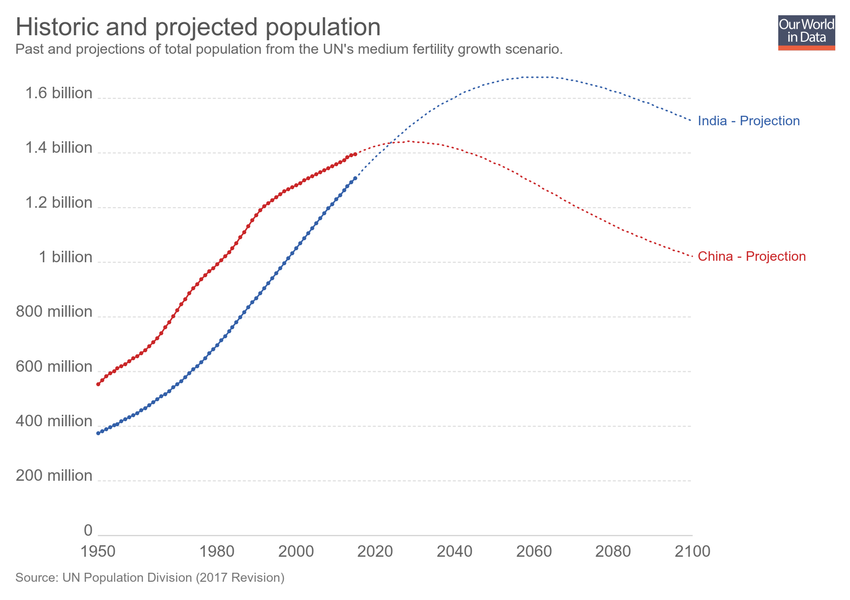 Historic and projected population
Past and projections of total population from the UN's medium fertility growth scenario.
Our World
in Data
1.6 billion
1.4 billion
1.2 billion
1 billion
800 million
600 million
400 million
200 million
0
India - Projection
China - Projection
1950
1980
2000
2020
2040
2060
2080
2100
Source: UN Population Division (2017 Revision)